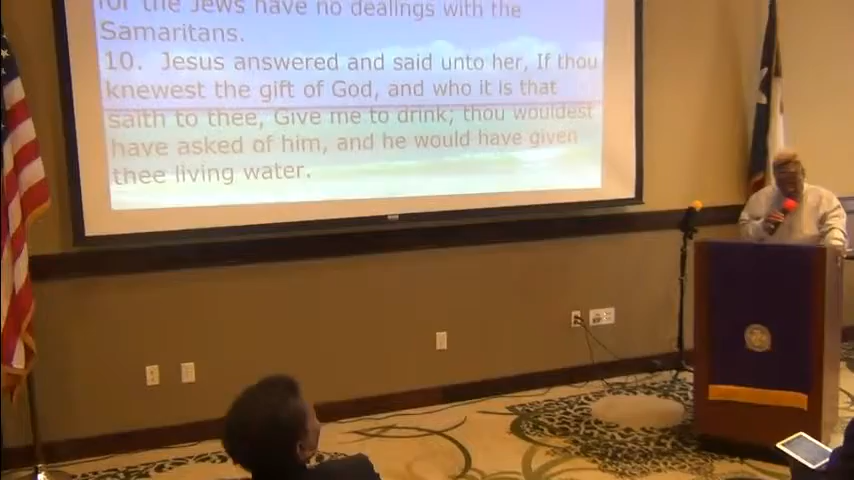 for the Jews have no dealings with the
Samaritans.
10. Jesus answered and said unto her, If thou
knewest the gift of God, and who it is that
saith to thee, Give me to drink; thou wouldest
have asked of him, and he would have given
thee living water.